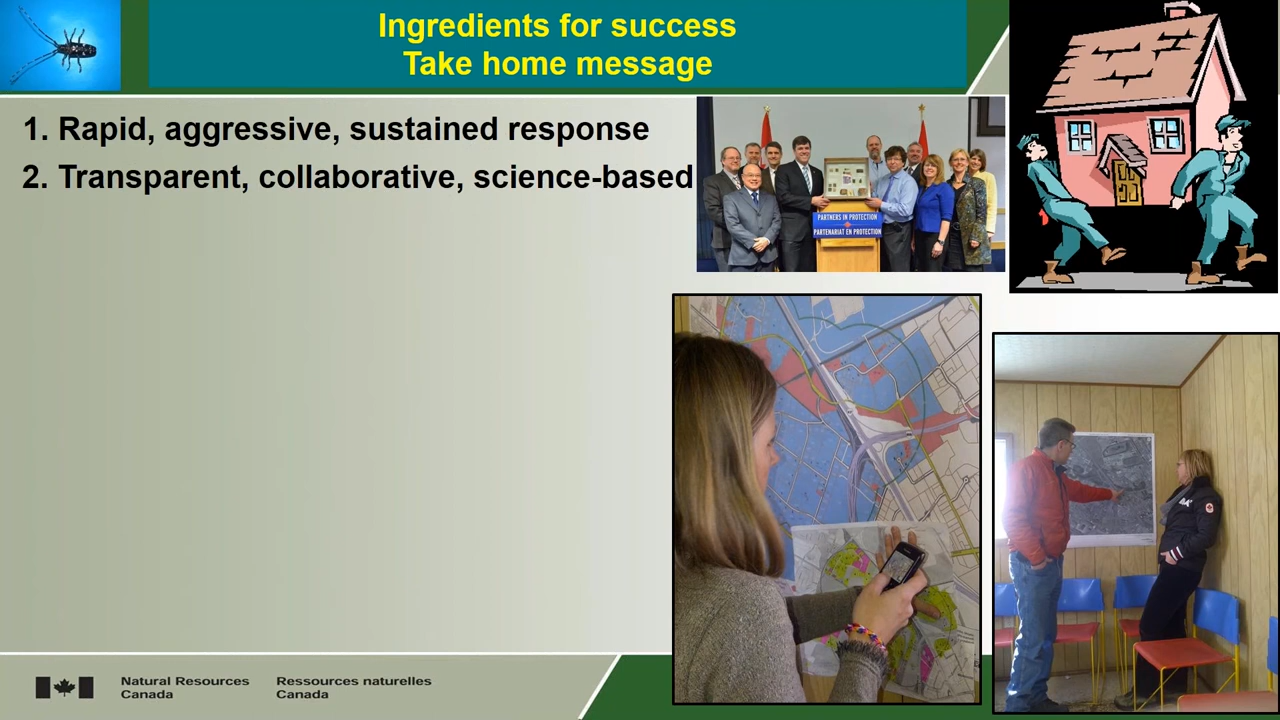 Ingredients for success
Take home message
1. Rapid, aggressive, sustained response
2. Transparent, collaborative, science-based
PARTNERS IN PROTECTION
PARTENARIAT EN PROTECTION
Natural Resources
Canada
Ressources naturelles
Canada